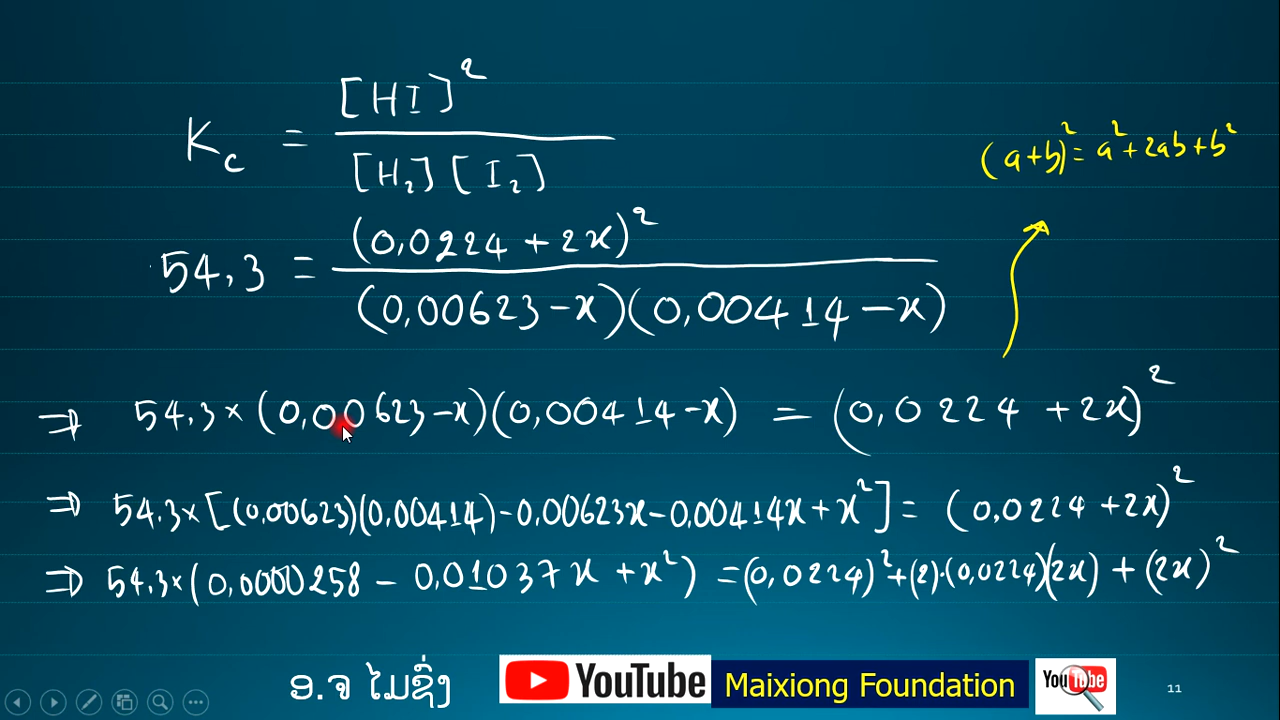 K_c = [HI]² / [H₂][I₂]
(a+b)² = a² + 2ab + b²
54,3 = (0,0224 + 2x)² / (0,00623 − x)(0,00414 − x)
⇒ 54,3 × (0,00623 − x)(0,00414 − x) = (0,0224 + 2x)²
⇒ 54,3 × [(0,00623)(0,00414) − 0,00623x − 0,00414x + x²] = (0,0224 + 2x)²
⇒ 54,3 × (0,0000258 − 0,01037x + x²) = (0,0224)² + (2)·(0,0224)(2x) + (2x)²
ອ.ຈ ໄມຊົ່ງ YouTube Maixiong Foundation YouTube 11